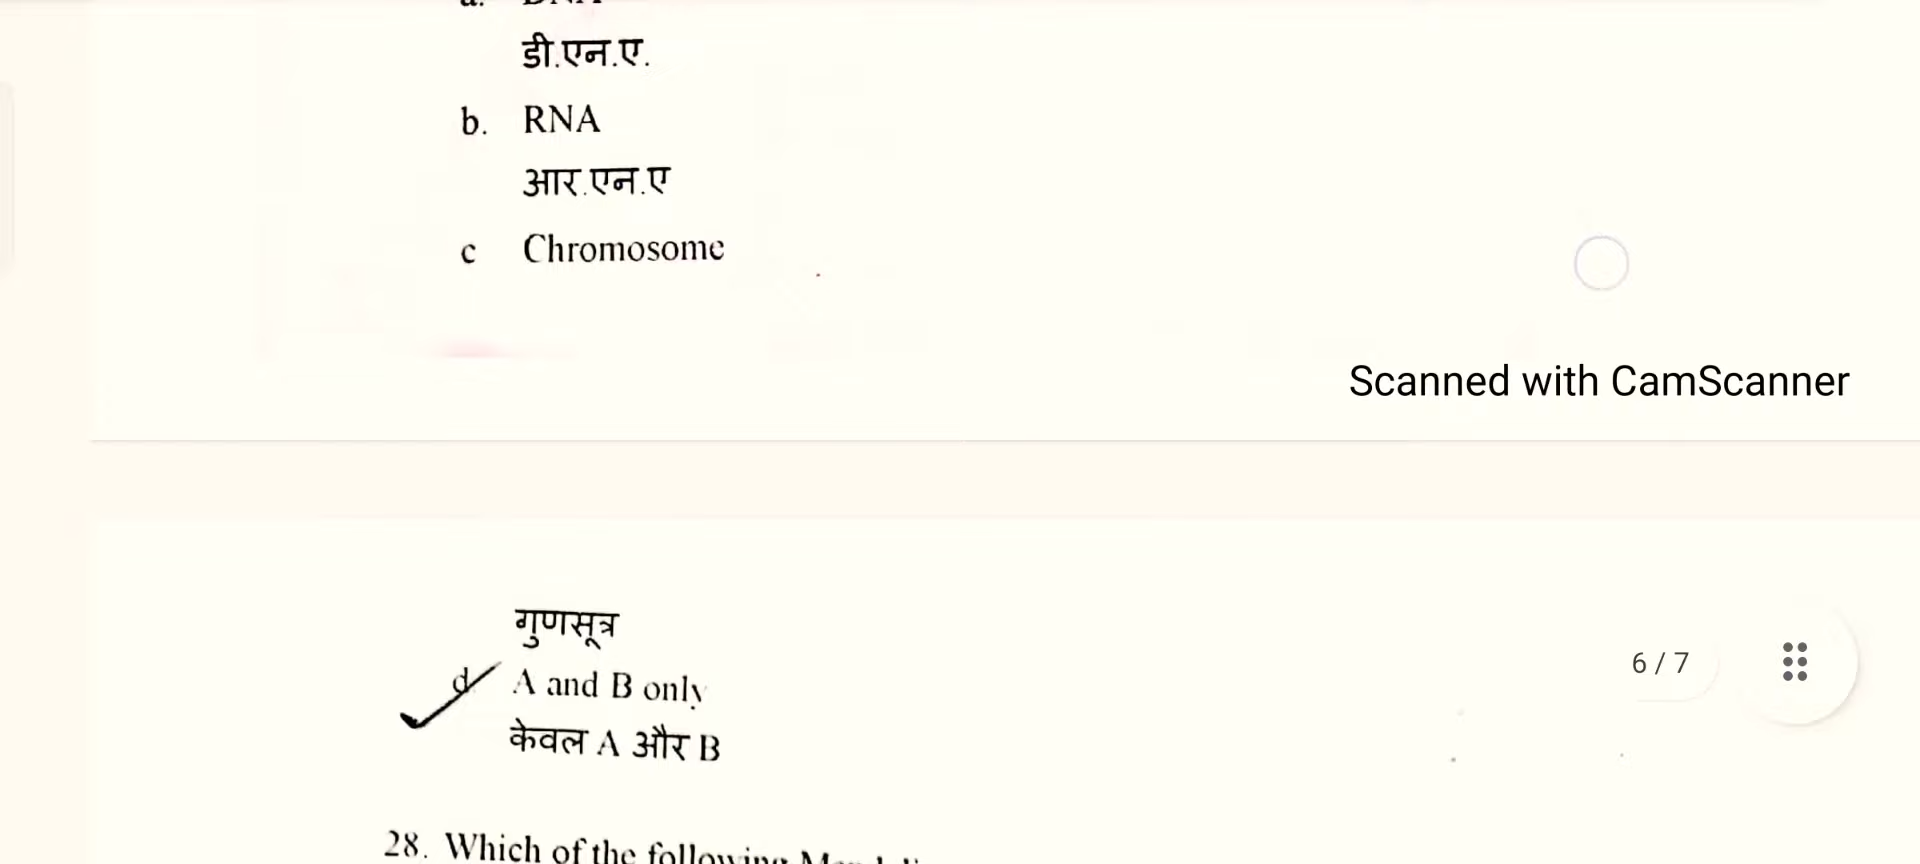 डी.एन.ए.
b. RNA
आर.एन.ए
c Chromosome
Scanned with CamScanner
गुणसूत्र
6 / 7
d A and B only
केवल A और B
28. Which of the following